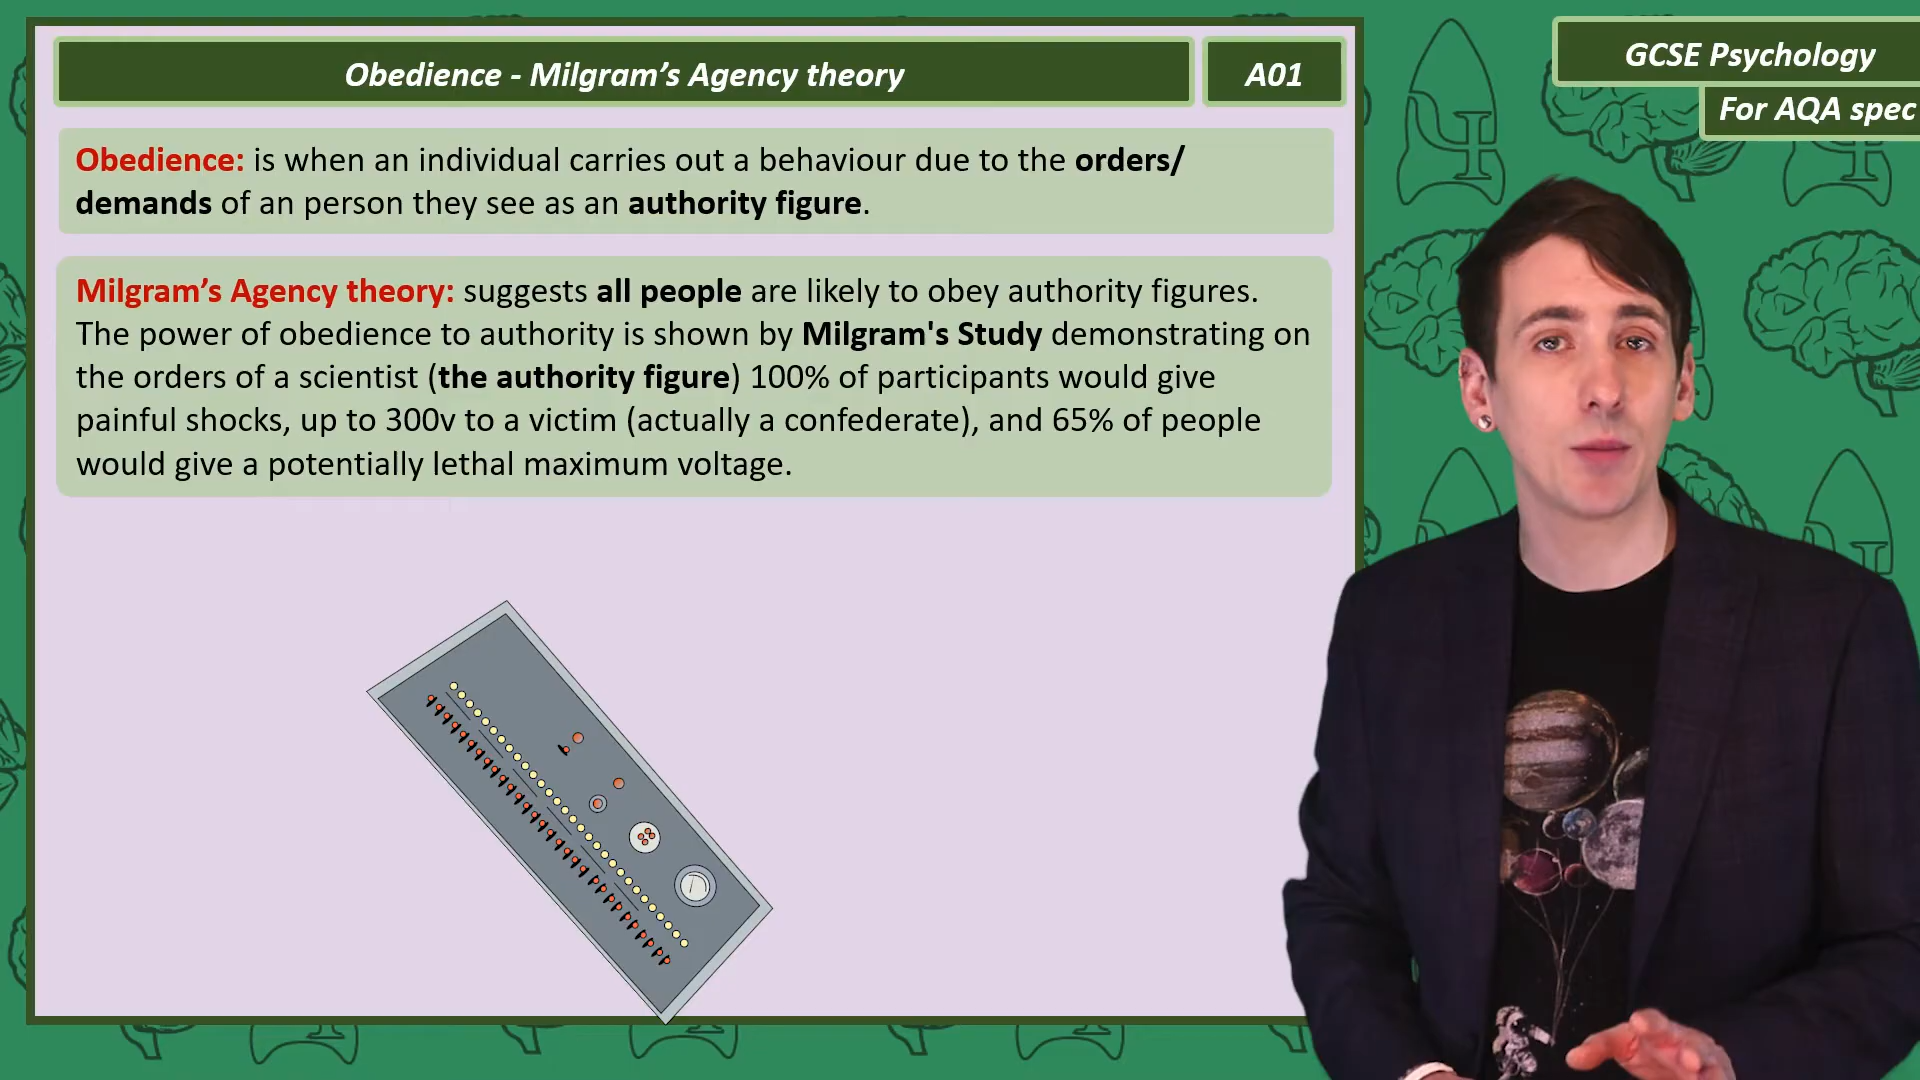 Obedience - Milgram’s Agency theory
A01
GCSE Psychology
For AQA spec
Obedience: is when an individual carries out a behaviour due to the orders/
demands of an person they see as an authority figure.
Milgram’s Agency theory: suggests all people are likely to obey authority figures.
The power of obedience to authority is shown by Milgram's Study demonstrating on
the orders of a scientist (the authority figure) 100% of participants would give
painful shocks, up to 300v to a victim (actually a confederate), and 65% of people
would give a potentially lethal maximum voltage.